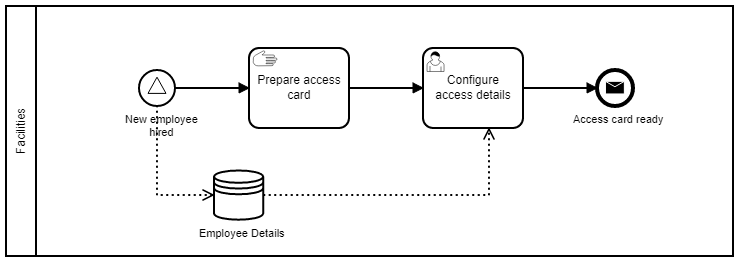 Facilities
Prepare access
card
Configure
access details
New employee
hired
Access card ready
Employee Details